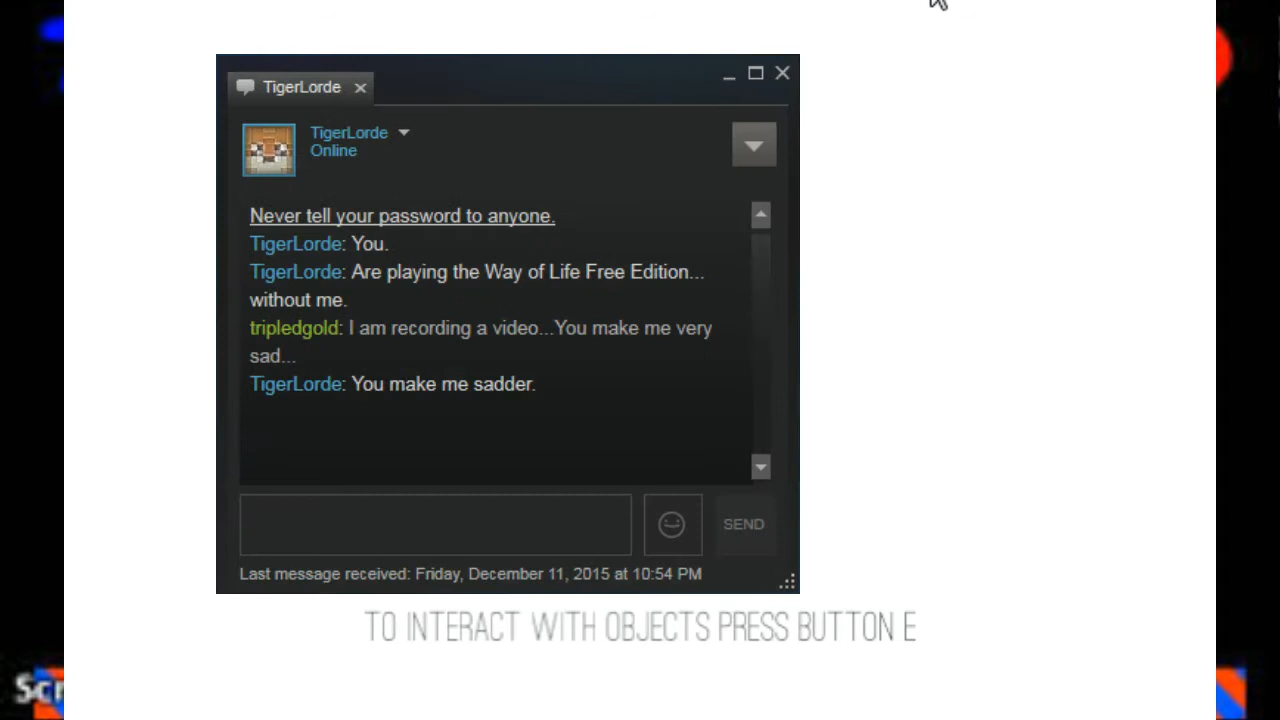 TigerLorde
TigerLorde
Online
Never tell your password to anyone.
TigerLorde: You.
TigerLorde: Are playing the Way of Life Free Edition...
without me.
tripledgold: I am recording a video...You make me very
sad...
TigerLorde: You make me sadder.
SEND
Last message received: Friday, December 11, 2015 at 10:54 PM
TO INTERACT WITH OBJECTS PRESS BUTTON E